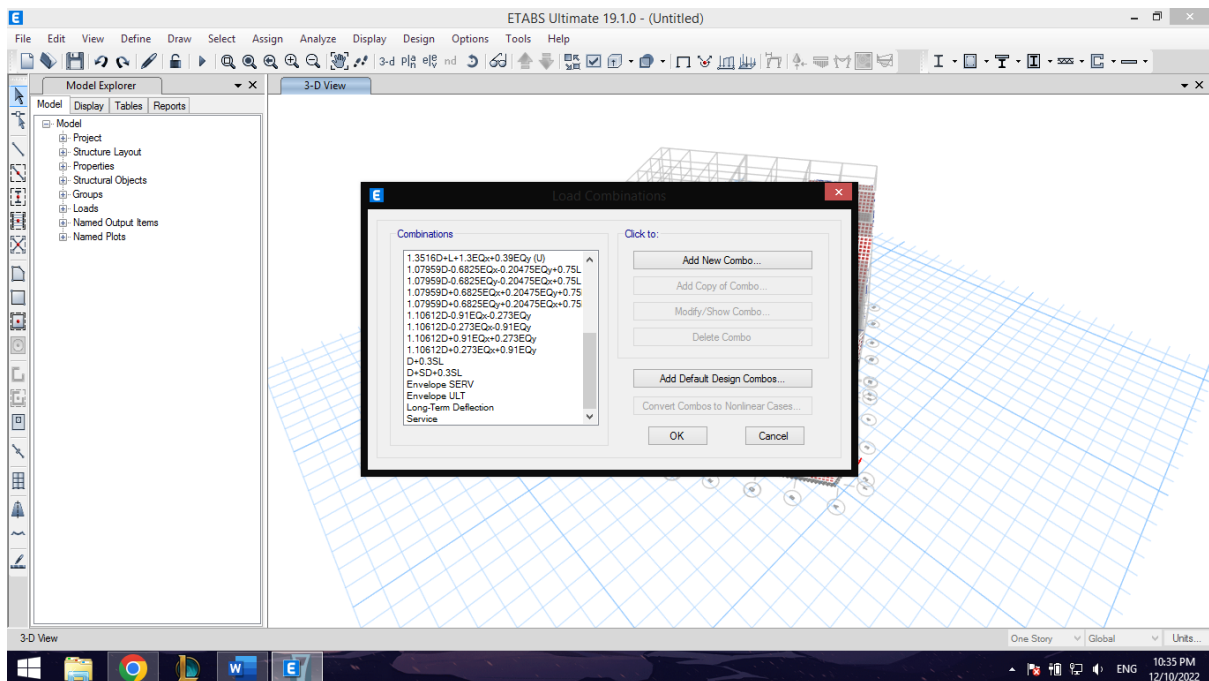 ETABS Ultimate 19.1.0 - (Untitled)
File Edit View Define Draw Select Assign Analyze Display Design Options Tools Help
3-d
nd
Model Explorer
3-D View
Model Display Tables Reports
Model
Project
Structure Layout
Properties
Structural Objects
Groups
Loads
Named Output Items
Named Plots
Load Combinations
Combinations
1.3516D+L+1.3EQx+0.39EQy (U)
1.07959D-0.6825EQx-0.20475EQy+0.75L
1.07959D-0.6825EQy-0.20475EQx+0.75L
1.07959D+0.6825EQx+0.20475EQy+0.75
1.07959D+0.6825EQy+0.20475EQx+0.75
1.10612D-0.91EQx-0.273EQy
1.10612D-0.273EQx-0.91EQy
1.10612D+0.91EQx+0.273EQy
1.10612D+0.273EQx+0.91EQy
D+0.3SL
D+SD+0.3SL
Envelope SERV
Envelope ULT
Long-Term Deflection
Service
Click to:
Add New Combo...
Add Copy of Combo...
Modify/Show Combo...
Delete Combo
Add Default Design Combos...
Convert Combos to Nonlinear Cases...
OK
Cancel
3-D View
One Story
Global
Units...
ENG
10:35 PM
12/10/2022